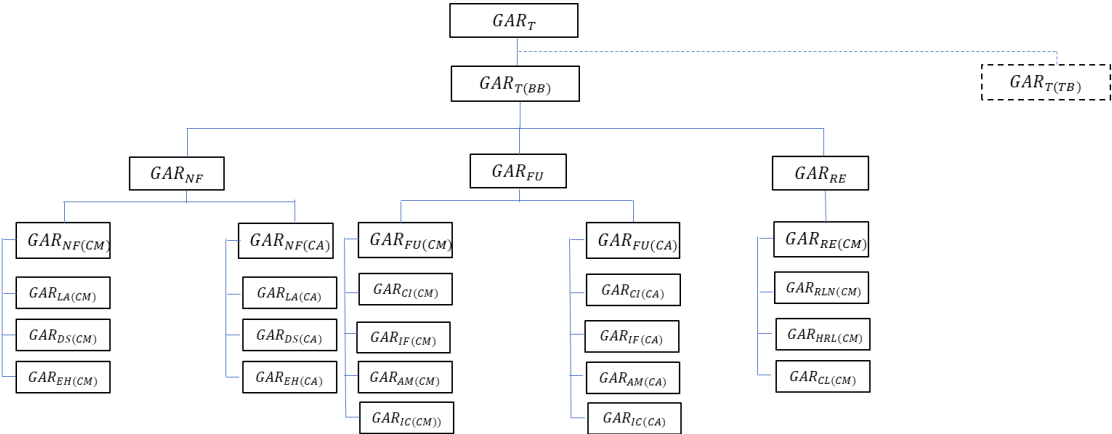 GAR_T
GAR_T(BB)
GAR_T(TB)
GAR_NF
GAR_FU
GAR_RE
GAR_NF(CM)
GAR_NF(CA)
GAR_FU(CM)
GAR_FU(CA)
GAR_RE(CM)
GAR_LA(CM)
GAR_LA(CA)
GAR_CI(CM)
GAR_CI(CA)
GAR_RLN(CM)
GAR_DS(CM)
GAR_DS(CA)
GAR_IF(CM)
GAR_IF(CA)
GAR_HRL(CM)
GAR_EH(CM)
GAR_EH(CA)
GAR_AM(CM)
GAR_AM(CA)
GAR_CL(CM)
GAR_IC(CM))
GAR_IC(CA)